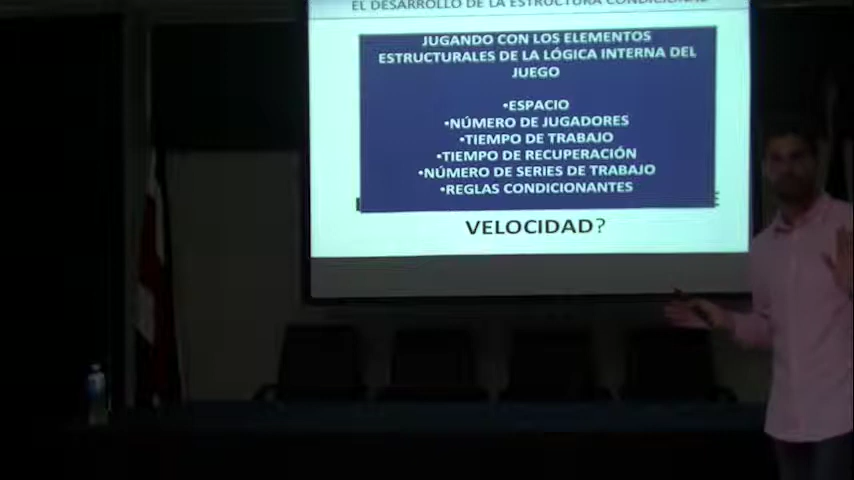 EL DESARROLLO DE LA ESTRUCTURA CONDICIONAL
JUGANDO CON LOS ELEMENTOS
ESTRUCTURALES DE LA LÓGICA INTERNA DEL
JUEGO
•ESPACIO
•NÚMERO DE JUGADORES
•TIEMPO DE TRABAJO
•TIEMPO DE RECUPERACIÓN
•NÚMERO DE SERIES DE TRABAJO
•REGLAS CONDICIONANTES
VELOCIDAD?